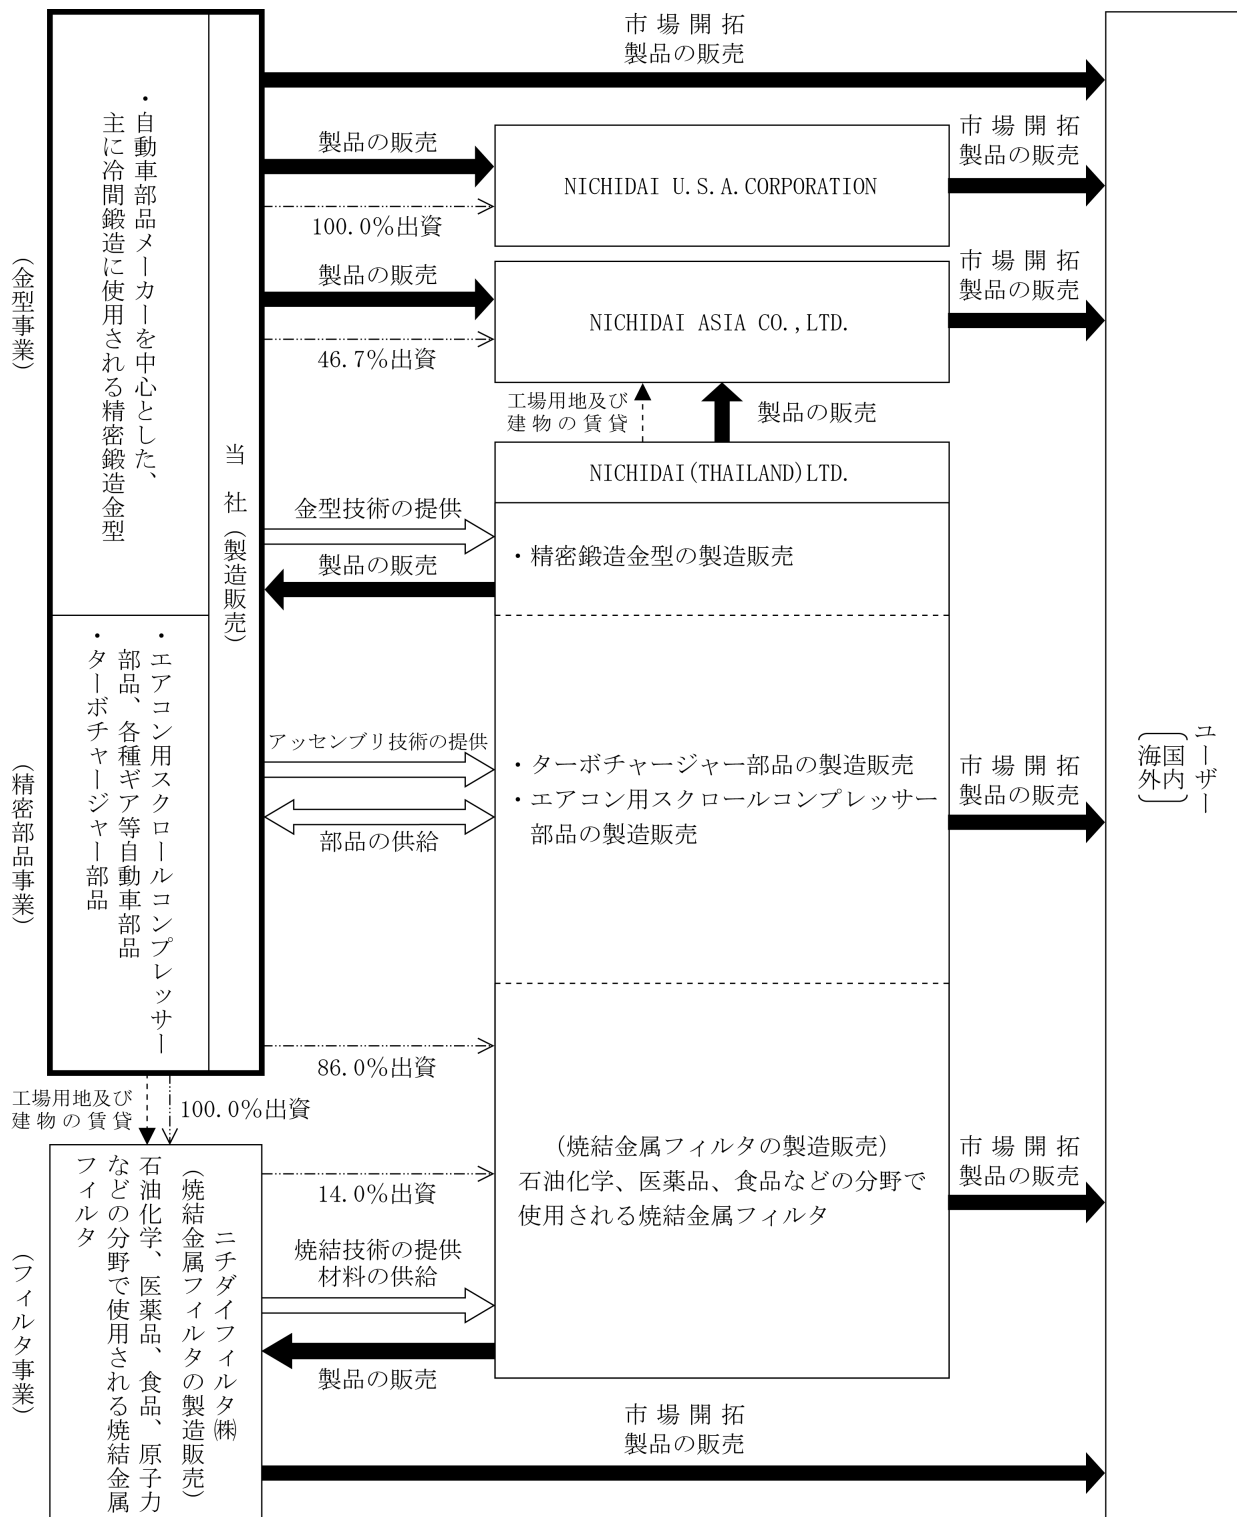 市場開拓
製品の販売
(金型事業)
・自動車部品メーカーを中心とした、
主に冷間鍛造に使用される精密鍛造金型
当社(製造販売)
製品の販売
100.0%出資
NICHIDAI U.S.A.CORPORATION
市場開拓
製品の販売
製品の販売
46.7%出資
NICHIDAI ASIA CO.,LTD.
市場開拓
製品の販売
工場用地及び
建物の賃貸
製品の販売
NICHIDAI(THAILAND)LTD.
金型技術の提供
製品の販売
・精密鍛造金型の製造販売
(精密部品事業)
・エアコン用スクロールコンプレッサー
部品、各種ギア等自動車部品
・ターボチャージャー部品
アッセンブリ技術の提供
部品の供給
・ターボチャージャー部品の製造販売
・エアコン用スクロールコンプレッサー
部品の製造販売
市場開拓
製品の販売
ユーザー
国内
海外
86.0%出資
工場用地及び
建物の賃貸
100.0%出資
(フィルタ事業)
ニチダイフィルタ㈱
(焼結金属フィルタの製造販売)
石油化学、医薬品、食品、原子力
などの分野で使用される焼結金属
フィルタ
14.0%出資
焼結技術の提供
材料の供給
製品の販売
(焼結金属フィルタの製造販売)
石油化学、医薬品、食品などの分野で
使用される焼結金属フィルタ
市場開拓
製品の販売
市場開拓
製品の販売